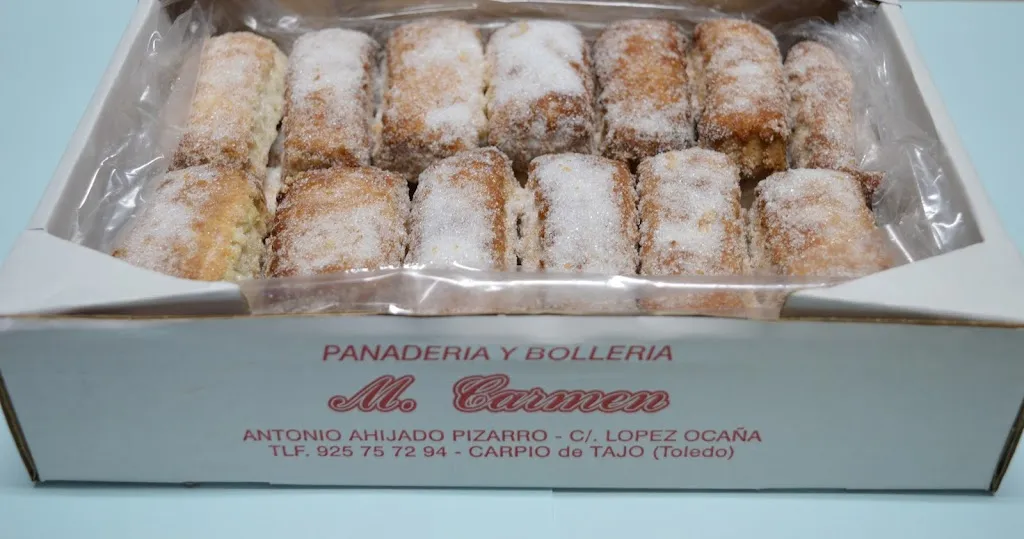 PANADERIA Y BOLLERIA
M. Carmen
ANTONIO AHIJADO PIZARRO - C/. LOPEZ OCAÑA
TLF. 925 75 72 94 - CARPIO de TAJO (Toledo)